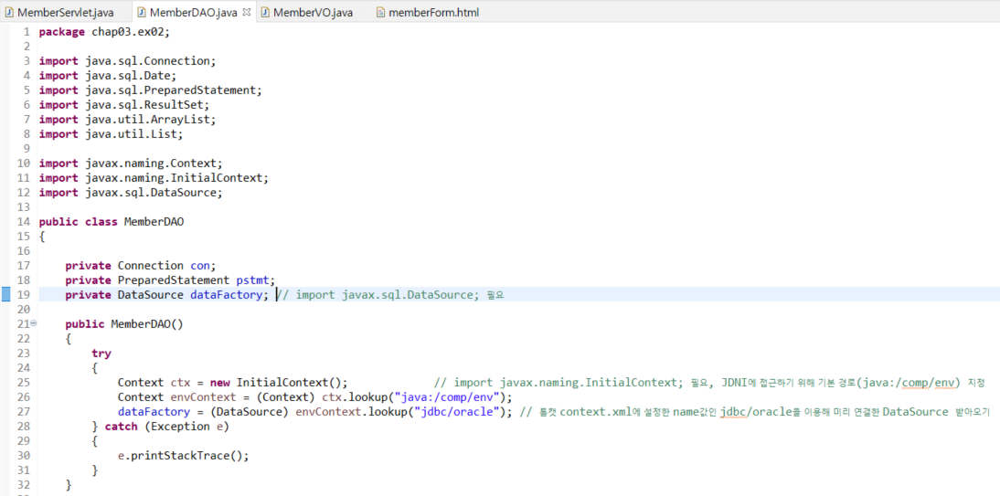 MemberServlet.java MemberDAO.java MemberVO.java memberForm.html
1 package chap03.ex02;
2
3 import java.sql.Connection;
4 import java.sql.Date;
5 import java.sql.PreparedStatement;
6 import java.sql.ResultSet;
7 import java.util.ArrayList;
8 import java.util.List;
9
10 import javax.naming.Context;
11 import javax.naming.InitialContext;
12 import javax.sql.DataSource;
13
14 public class MemberDAO
15 {
16
17 private Connection con;
18 private PreparedStatement pstmt;
19 private DataSource dataFactory; // import javax.sql.DataSource; 필요
20
21 public MemberDAO()
22 {
23 try
24 {
25 Context ctx = new InitialContext(); // import javax.naming.InitialContext; 필요, JDNI에 접근하기 위해 기본 경로(java:/comp/env) 지정
26 Context envContext = (Context) ctx.lookup("java:/comp/env");
27 dataFactory = (DataSource) envContext.lookup("jdbc/oracle"); // 톰캣 context.xml에 설정한 name값인 jdbc/oracle을 이용해 미리 연결한 DataSource 받아오기
28 } catch (Exception e)
29 {
30 e.printStackTrace();
31 }
32 }